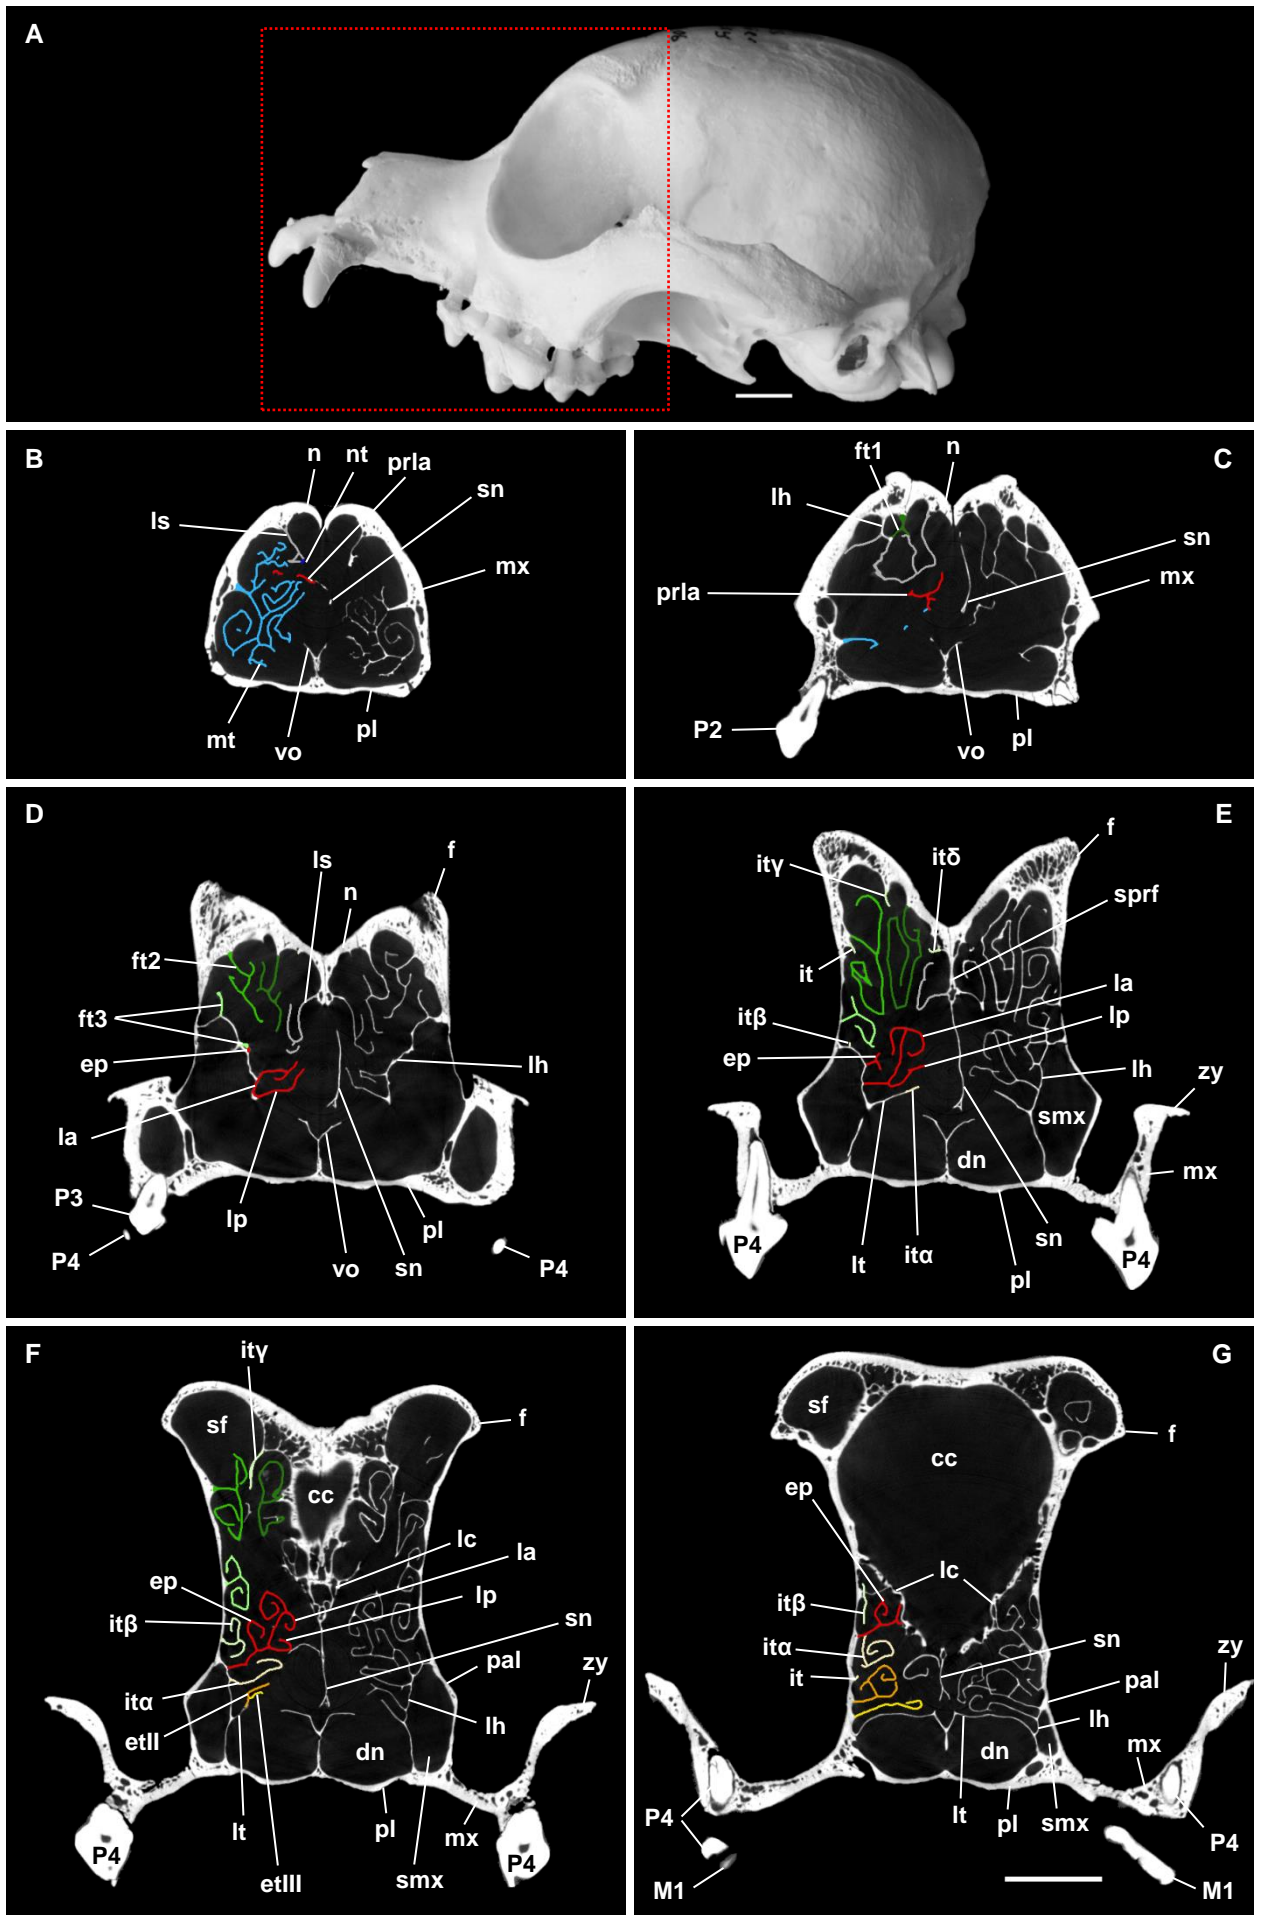 A
B
n
nt
prla
sn
ls
mx
mt
vo
pl
C
ft1
n
lh
sn
mx
prla
P2
vo
pl
D
ls
f
n
ft2
ft3
ep
lh
la
P3
lp
pl
P4
vo
sn
P4
E
f
itγ
itδ
sprf
it
la
lp
itβ
ep
lh
zy
smx
dn
mx
P4
P4
lt
itα
sn
pl
F
itγ
sf
f
cc
lc
la
ep
lp
itβ
sn
pal
zy
itα
etII
lh
dn
lt
pl
mx
P4
P4
etIII
smx
G
sf
f
cc
ep
lc
itβ
itα
sn
zy
it
pal
lh
dn
mx
P4
lt
pl
smx
P4
M1
M1